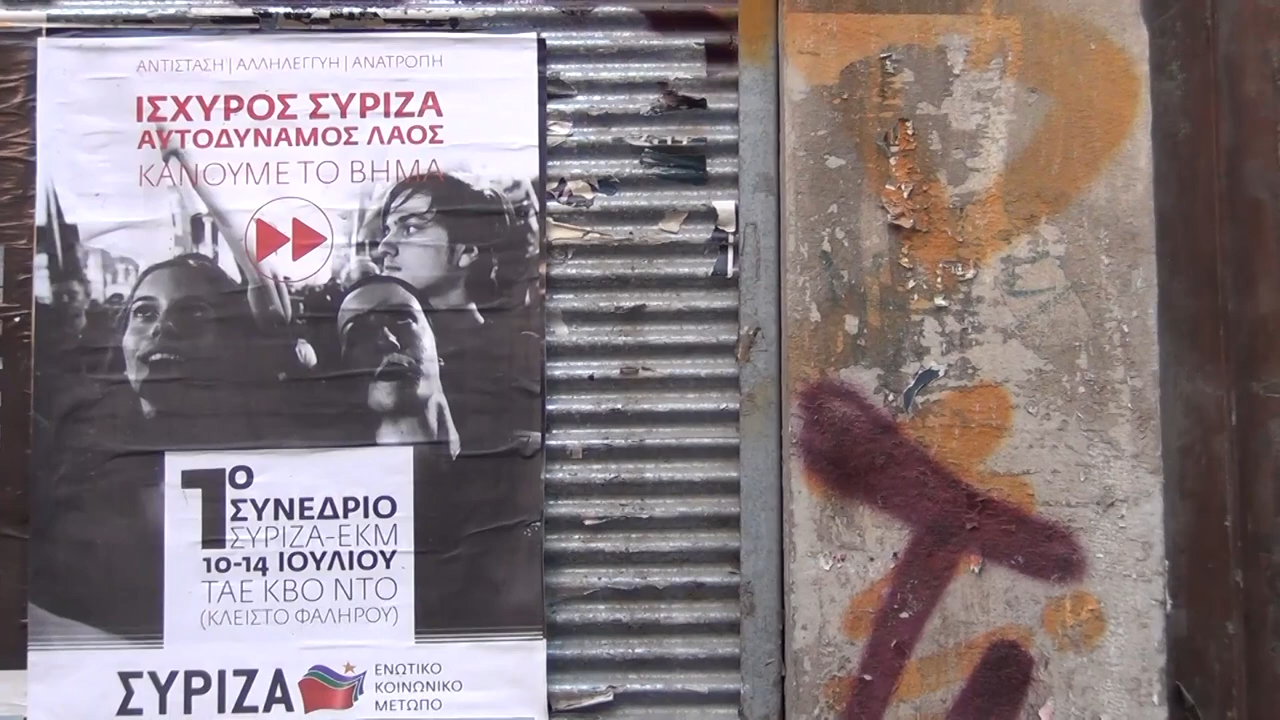 ΑΝΤΙΣΤΑΣΗ|ΑΛΛΗΛΕΓΓΥΗ|ΑΝΑΤΡΟΠΗ
ΙΣΧΥΡΟΣ ΣΥΡΙΖΑ
ΑΥΤΟΔΥΝΑΜΟΣ ΛΑΟΣ
ΚΑΝΟΥΜΕ ΤΟ ΒΗΜΑ
1ο
ΣΥΝΕΔΡΙΟ
ΣΥΡΙΖΑ-ΕΚΜ
10-14 ΙΟΥΛΙΟΥ
ΤΑΕ ΚΒΟ ΝΤΟ
(ΚΛΕΙΣΤΟ ΦΑΛΗΡΟΥ)
ΣΥΡΙΖΑ
ΕΝΩΤΙΚΟ
ΚΟΙΝΩΝΙΚΟ
ΜΕΤΩΠΟ